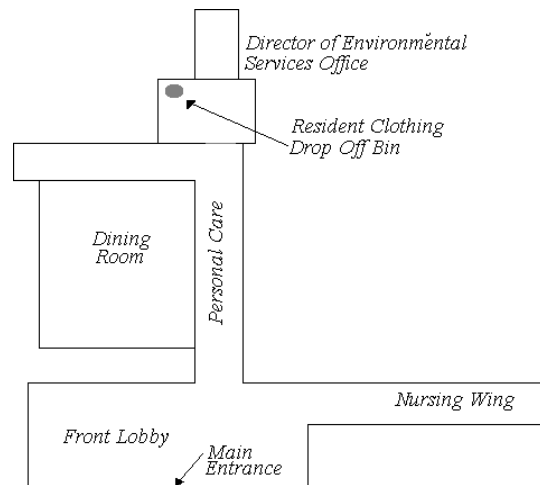 Director of Environmental
Services Office
Resident Clothing
Drop Off Bin
Dining
Room
Personal Care
Nursing Wing
Front Lobby
Main
Entrance